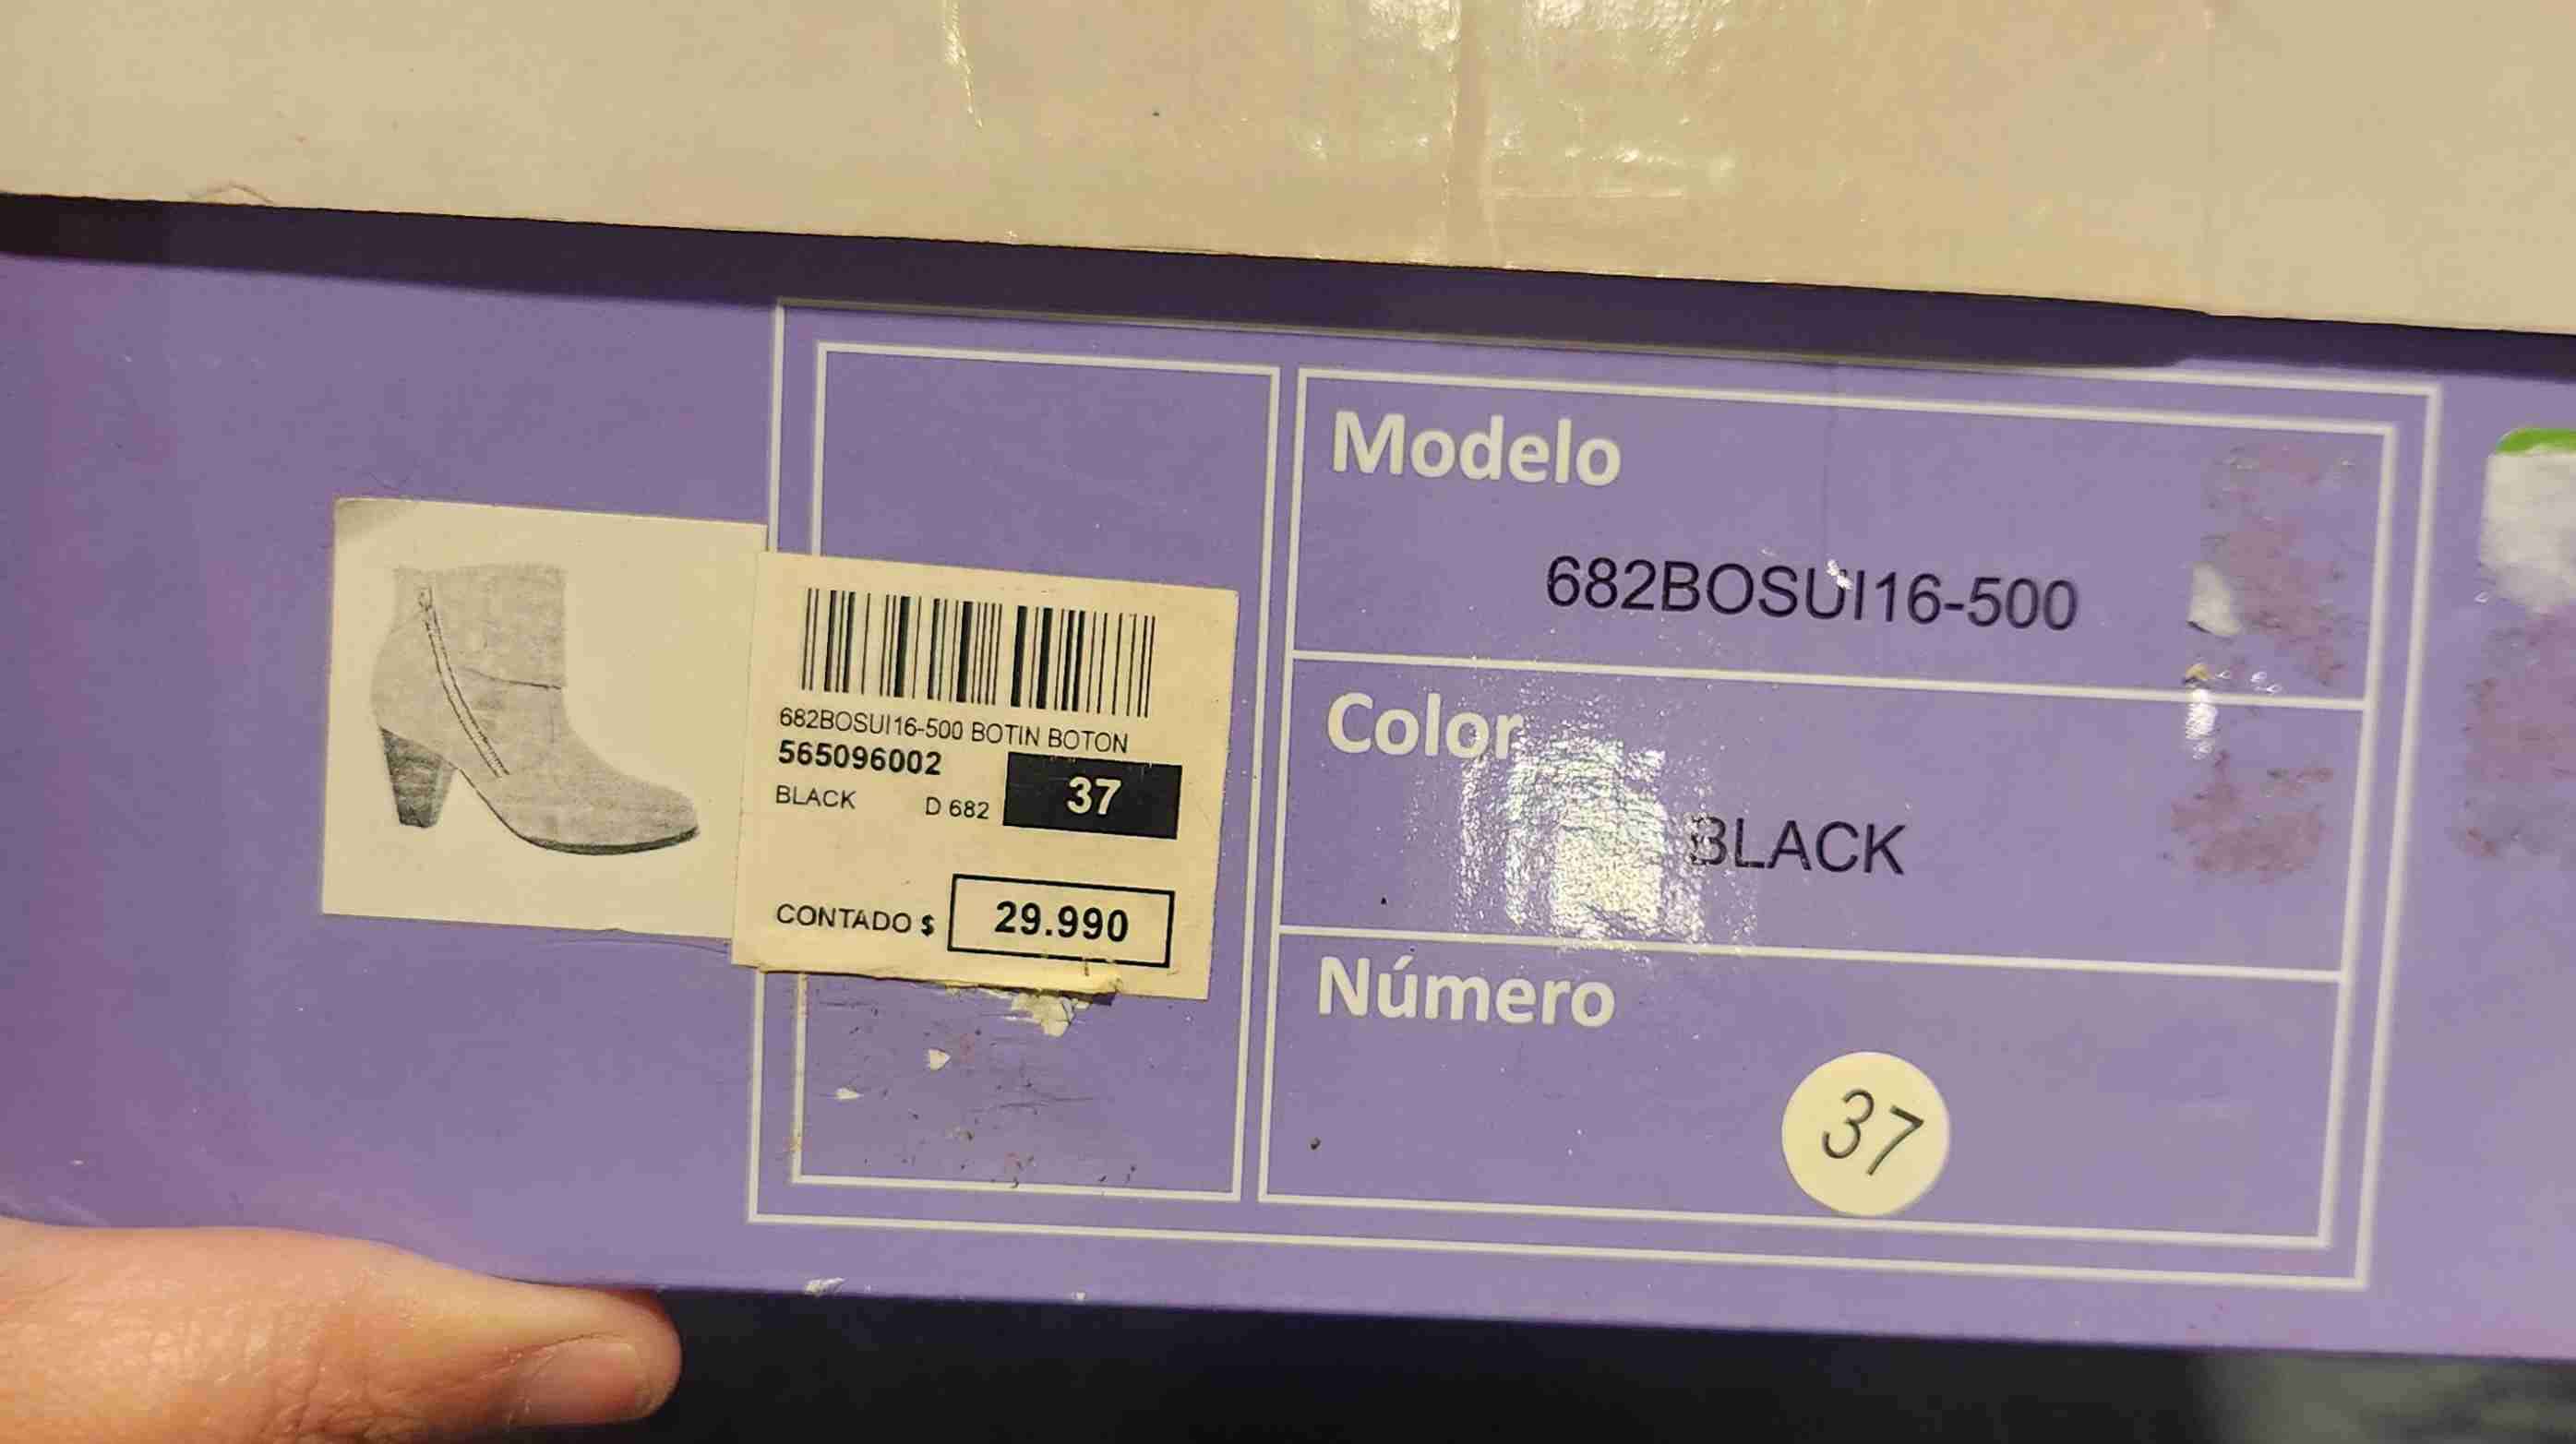 682BOSUI16-500 BOTIN BOTON
565096002
BLACK D 682 37
CONTADO $ 29.990
Modelo
682BOSUI16-500
Color
BLACK
Número
37